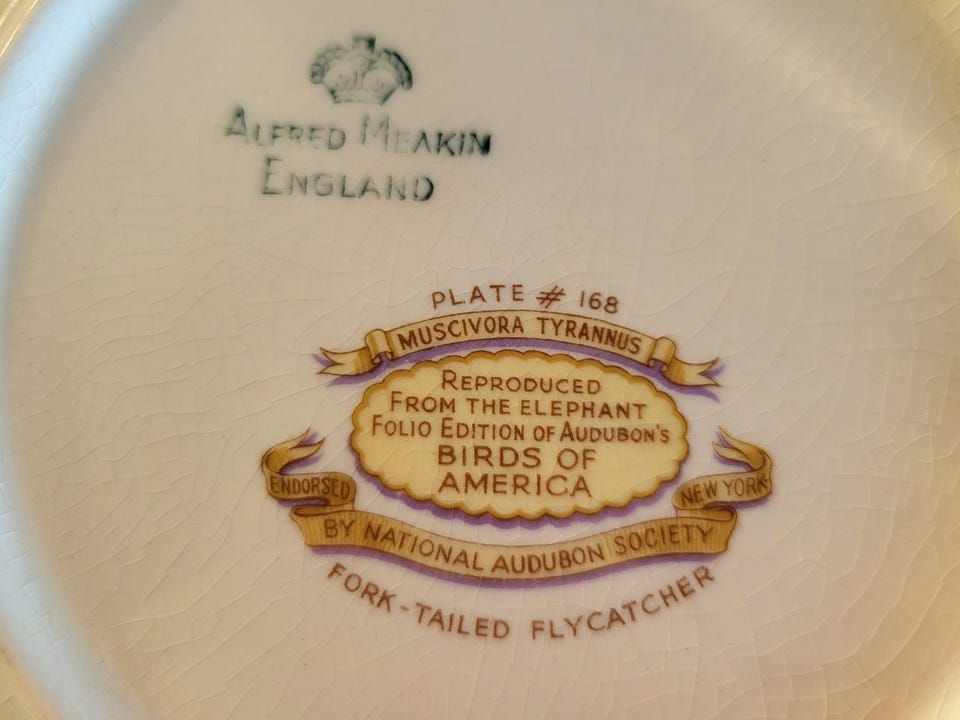 ALFRED MEAKIN
ENGLAND
PLATE # 168
MUSCIVORA TYRANNUS
REPRODUCED
FROM THE ELEPHANT
FOLIO EDITION OF AUDUBON'S
BIRDS OF
AMERICA
ENDORSED
BY NATIONAL AUDUBON SOCIETY
NEW YORK
FORK-TAILED FLYCATCHER